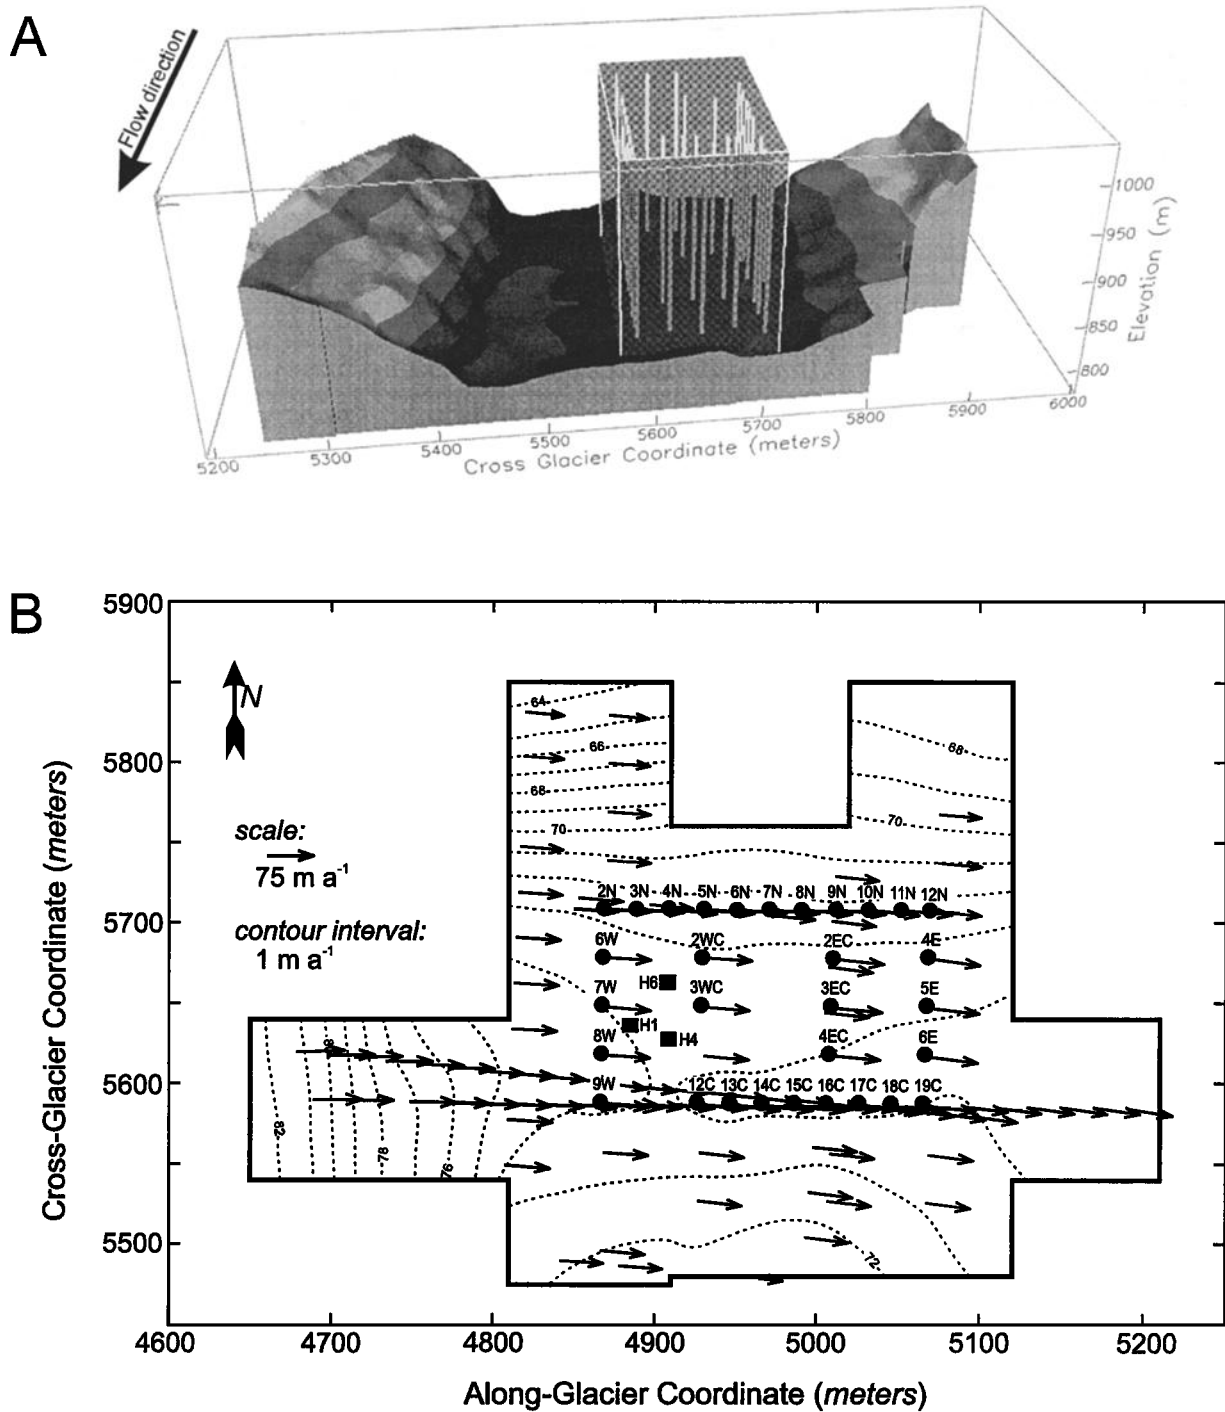 A
Flow direction
1000
950
900
850
800
Elevation (m)
5200
5300
5400
5500
5600
5700
5800
5900
6000
Cross Glacier Coordinate (meters)
B
5900
5800
5700
5600
5500
Cross-Glacier Coordinate (meters)
N
scale:
75 m a-1
contour interval:
1 m a-1
64
66
68
70
68
70
2N 3N 4N 5N 6N 7N 8N 9N 10N 11N 12N
6W 2WC 2EC 4E
H6
7W 3WC 3EC 5E
H1
H4
8W 4EC 6E
9W 12C 13C 14C 15C 16C 17C 18C 19C
82
78
76
72
4600 4700 4800 4900 5000 5100 5200
Along-Glacier Coordinate (meters)